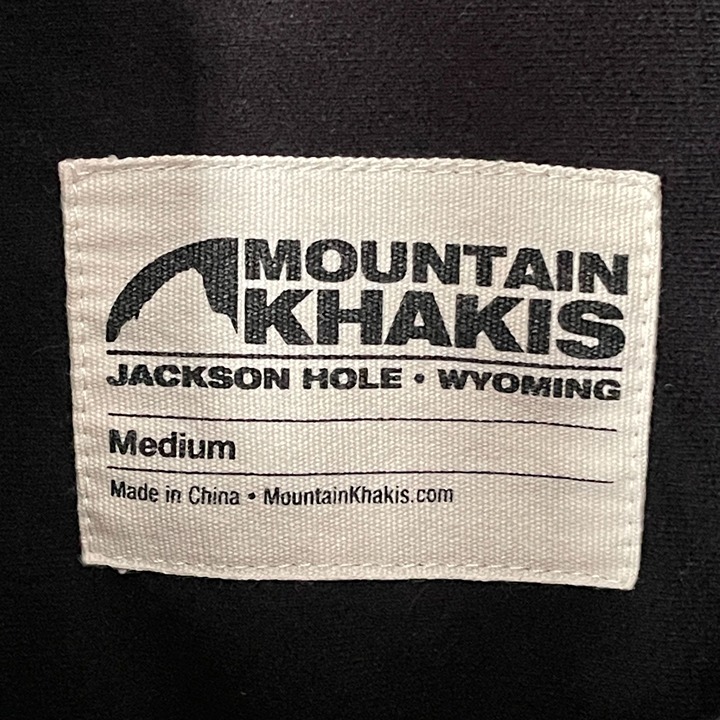 MOUNTAIN
KHAKIS
JACKSON HOLE • WYOMING
Medium
Made in China • MountainKhakis.com